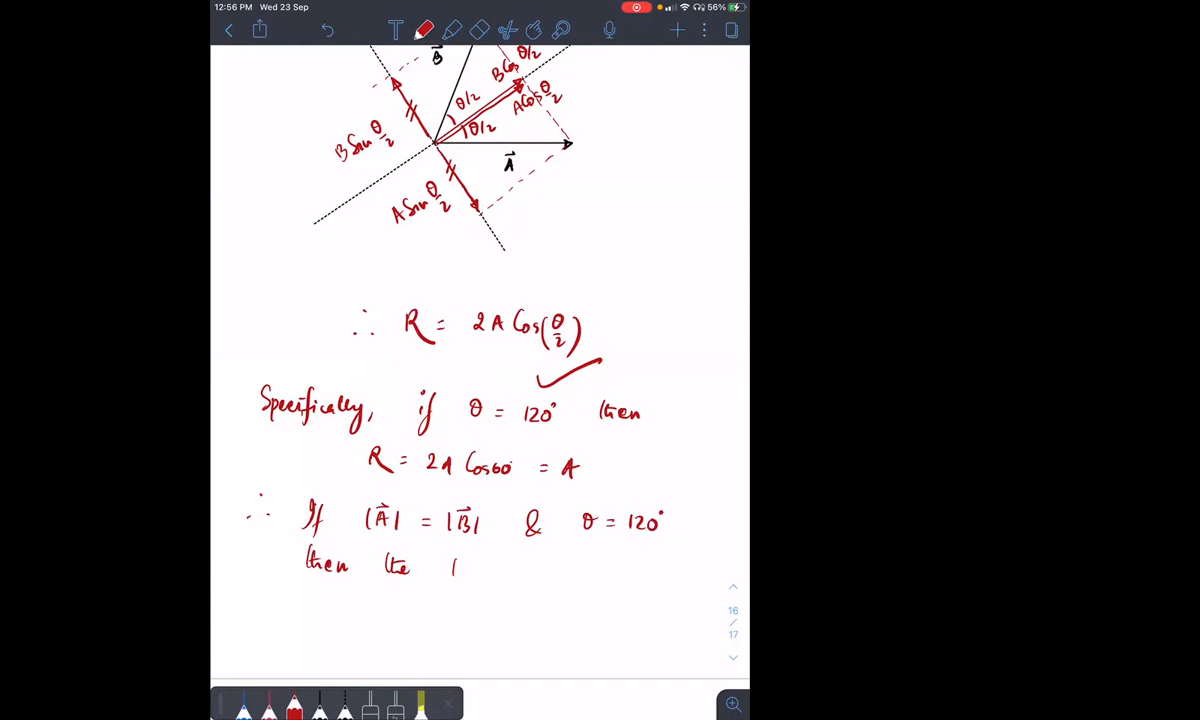 12:56 PM Wed 23 Sep 56%
T
B⃗
θ/2
B Cos θ/2
A Cos θ/2
θ/2
B Sin θ/2
A⃗
A Sin θ/2
∴ R = 2A Cos(θ/2)
Specifically, if θ = 120° then
R = 2A Cos60° = A
∴ If |A⃗| = |B⃗| & θ = 120°
then the
16
/
17